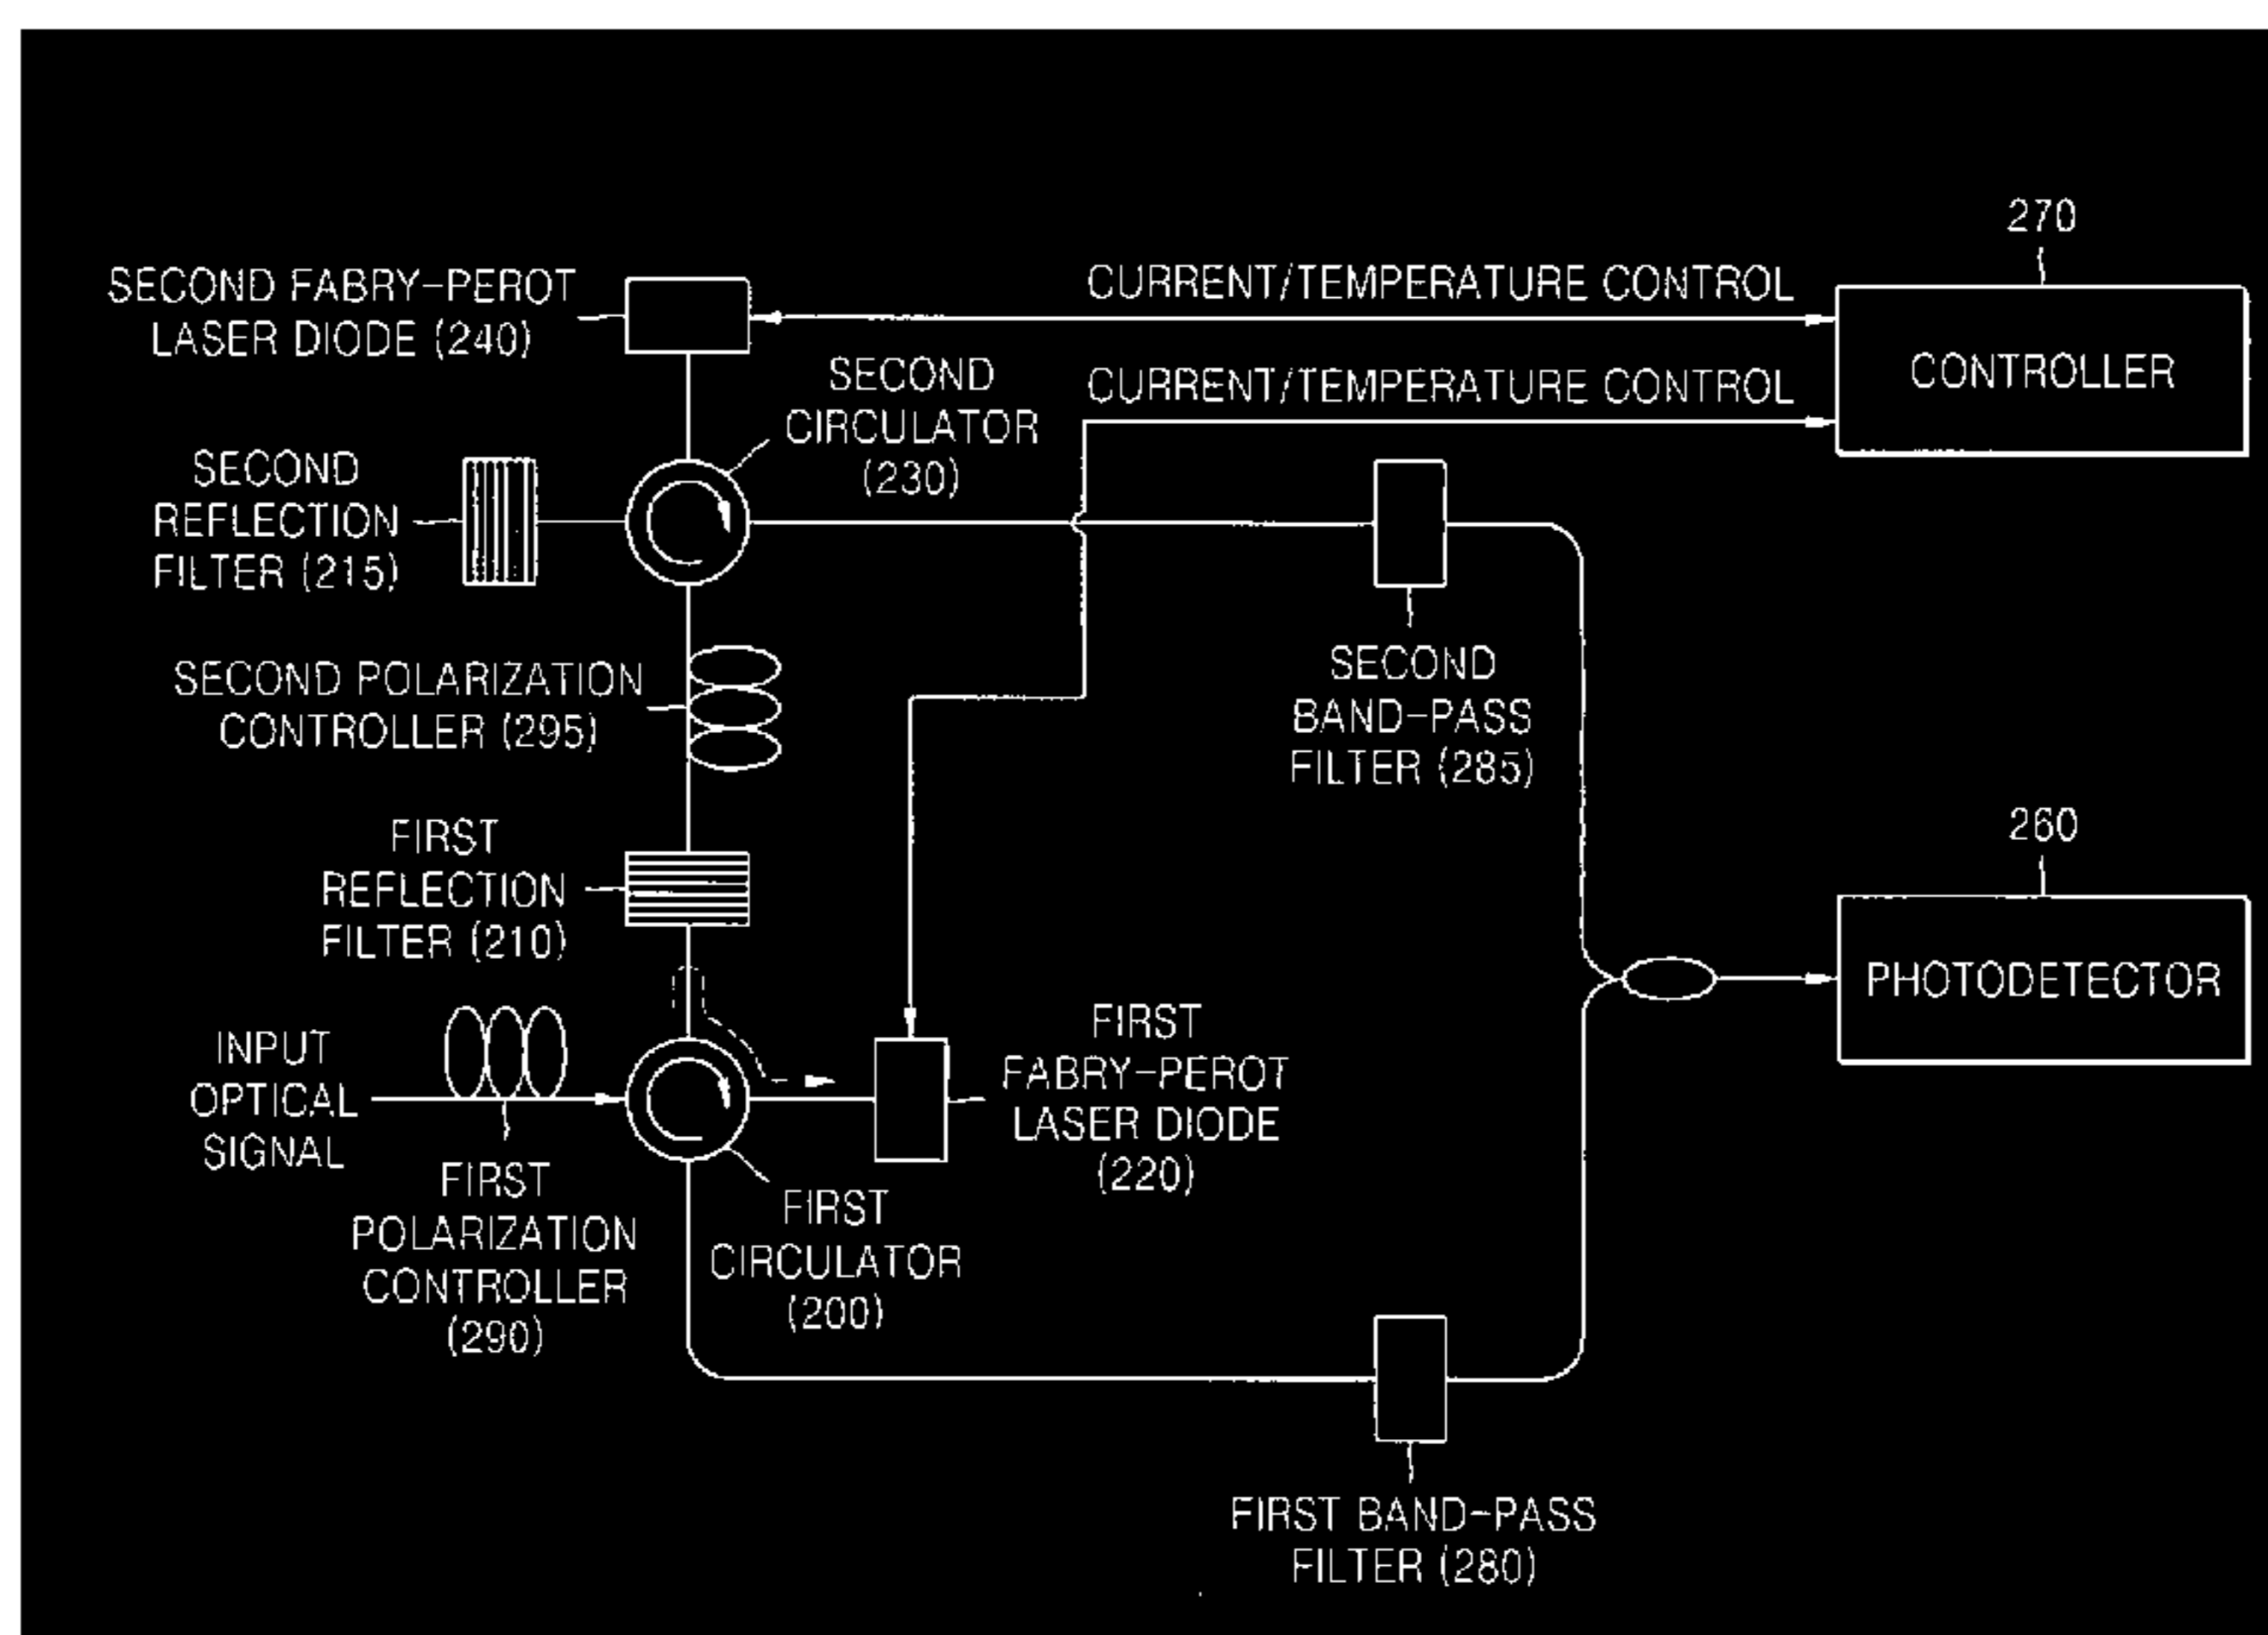 270
SECOND FABRY-PEROT
LASER DIODE (240)
CURRENT/TEMPERATURE CONTROL
CURRENT/TEMPERATURE CONTROL
CONTROLLER
SECOND
CIRCULATOR
(230)
SECOND
REFLECTION
FILTER (215)
SECOND POLARIZATION
CONTROLLER (295)
SECOND
BAND-PASS
FILTER (285)
FIRST
REFLECTION
FILTER (210)
260
PHOTODETECTOR
INPUT
OPTICAL
SIGNAL
FIRST
FABRY-PEROT
LASER DIODE
(220)
FIRST
POLARIZATION
CONTROLLER
(290)
FIRST
CIRCULATOR
(200)
FIRST BAND-PASS
FILTER (280)